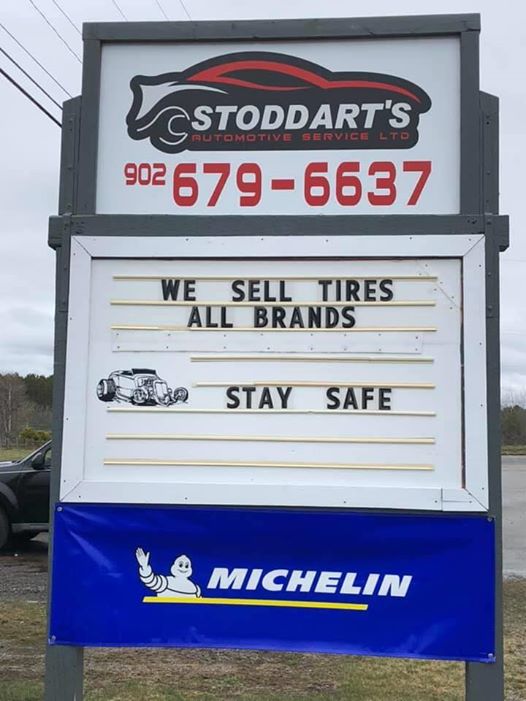 STODDART'S
AUTOMOTIVE SERVICE LTD
902 679-6637
WE SELL TIRES
ALL BRANDS
STAY SAFE
MICHELIN